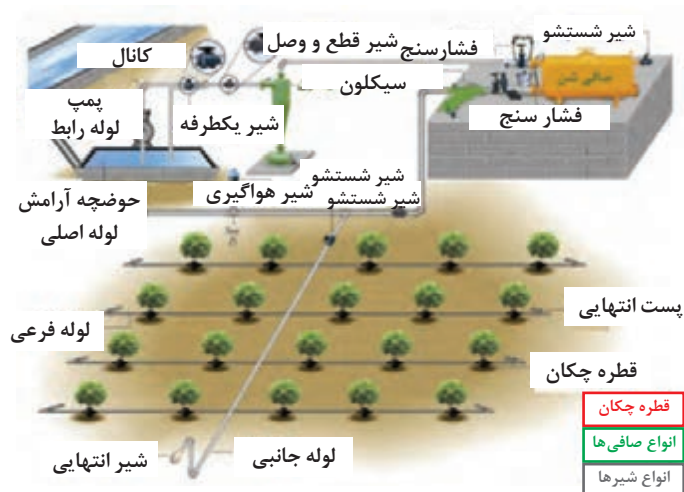 شیر شستشو
فشارسنج
شیر قطع و وصل
کانال
صافی شن
سیکلون
پمپ
لوله رابط
شیر یکطرفه
فشار سنج
شیر شستشو
شیر هواگیری
شیر شستشو
حوضچه آرامش
لوله اصلی
پست انتهایی
لوله فرعی
قطره چکان
قطره چکان
انواع صافی‌ها
انواع شیرها
لوله جانبی
شیر انتهایی